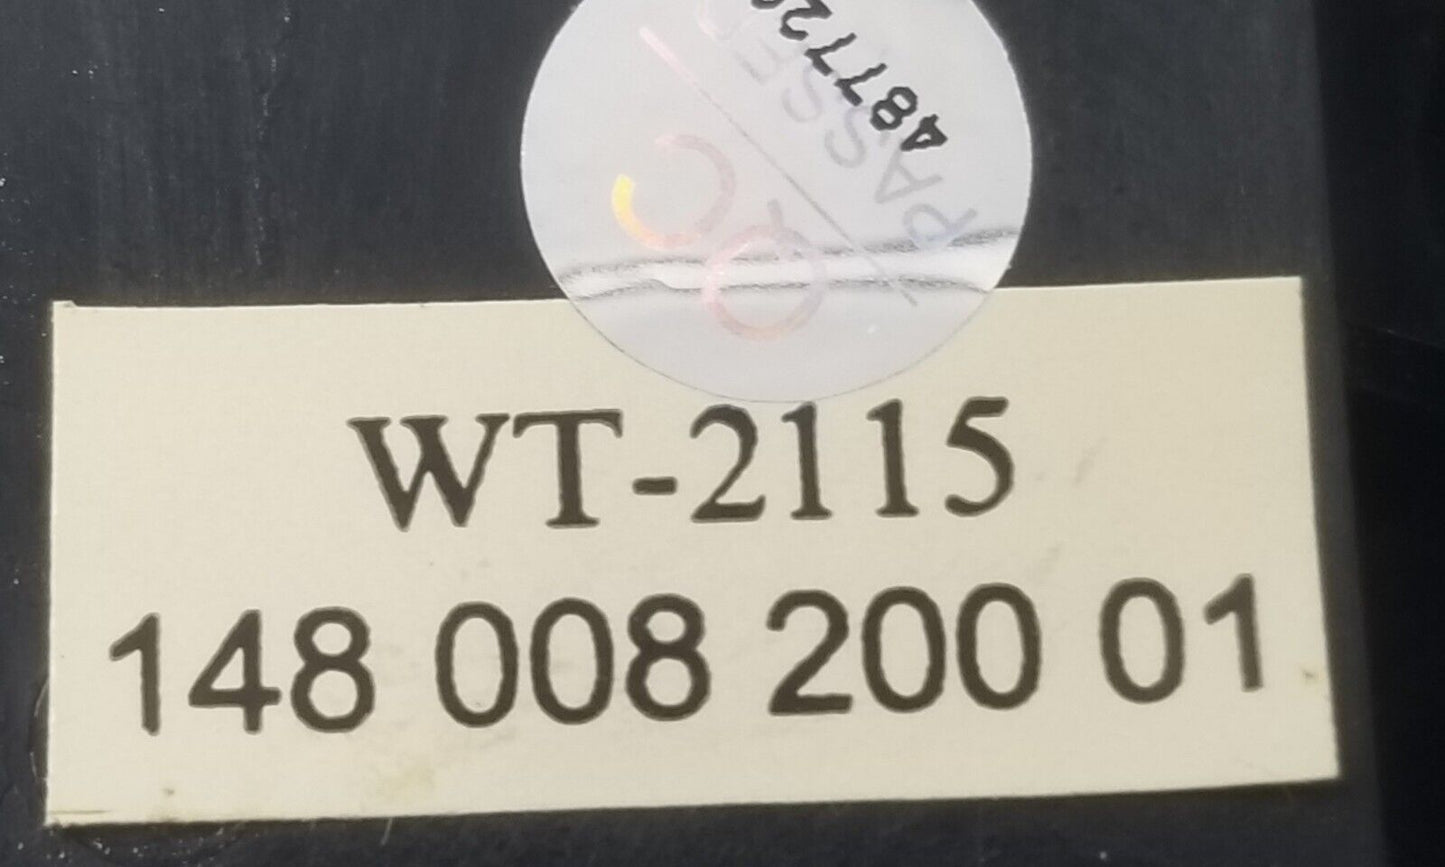 QC
PASSED
WT-2115
148 008 200 01